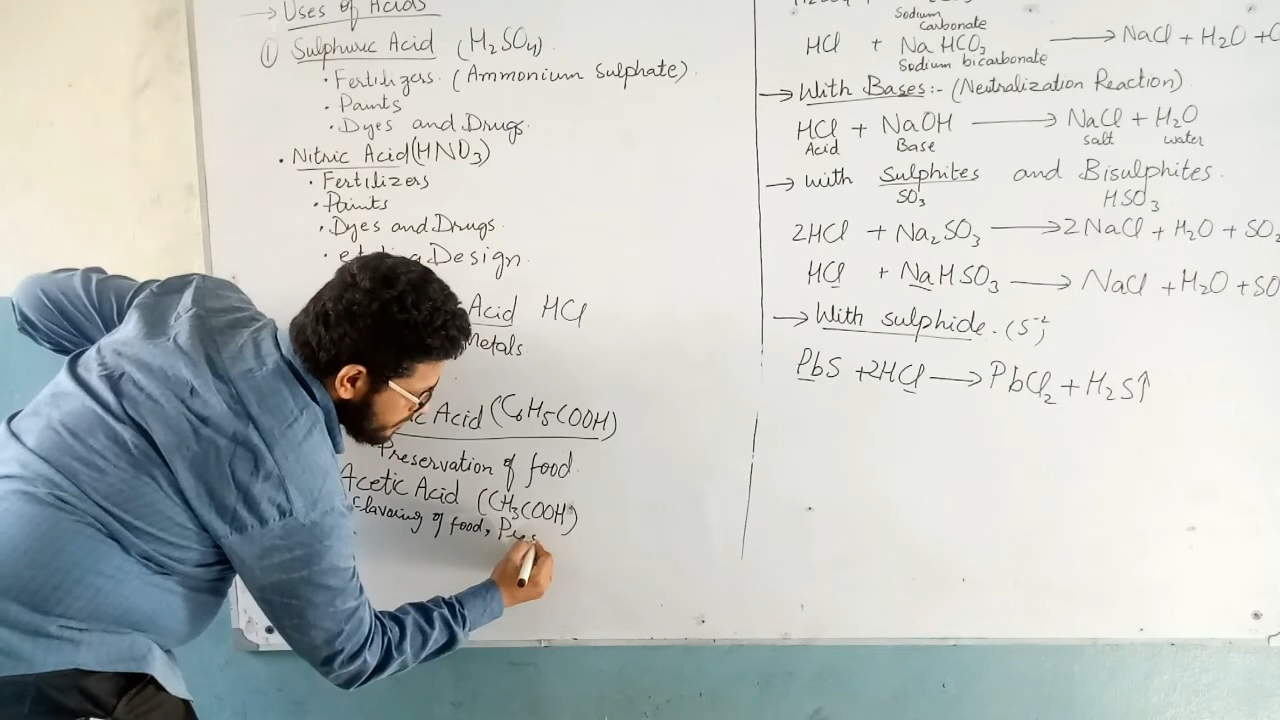 → Uses of Acids
① Sulphuric Acid (H₂SO₄).
· Fertilizers. (Ammonium Sulphate).
· Paints
· Dyes and Drugs.
· Nitric Acid (HNO₃)
· Fertilizers
· Paints
· Dyes and Drugs.
Design.
Acid HCl
Metals
Acid (C₆H₅COOH)
Preservation of food.
Acetic Acid (CH₃COOH)
flavoring of food,
Sodium Carbonate
HCl + NaHCO₃ → NaCl + H₂O +
Sodium bicarbonate
→ With Bases:- (Neutralization Reaction).
HCl + NaOH → NaCl + H₂O
Acid Base salt water
→ with Sulphites and Bisulphites.
SO₃ HSO₃
2HCl + Na₂SO₃ → 2NaCl + H₂O + SO₂
HCl + NaHSO₃ → NaCl + H₂O + SO
→ With sulphide. (S⁻²)
PbS + 2HCl → PbCl₂ + H₂S↑